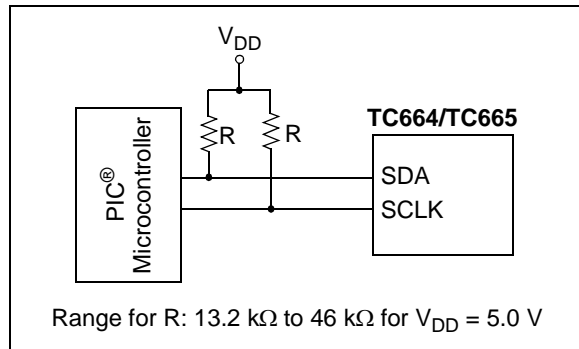 V_DD
R
R
TC664/TC665
PIC®
Microcontroller
SDA
SCLK
Range for R: 13.2 kΩ to 46 kΩ for V_DD = 5.0 V